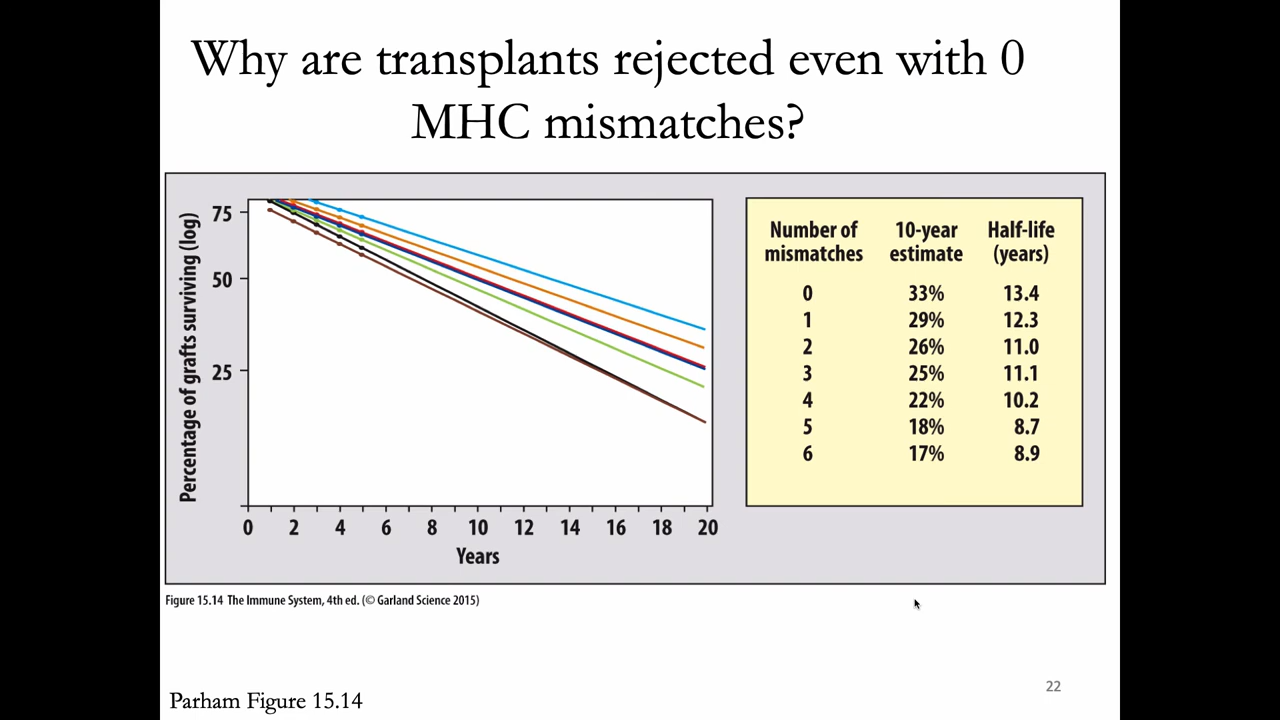 Why are transplants rejected even with 0
MHC mismatches?
Percentage of grafts surviving (log)
75
50
25
0 2 4 6 8 10 12 14 16 18 20
Years
Number of mismatches 10-year estimate Half-life (years)
0 33% 13.4
1 29% 12.3
2 26% 11.0
3 25% 11.1
4 22% 10.2
5 18% 8.7
6 17% 8.9
Figure 15.14 The Immune System, 4th ed. (© Garland Science 2015)
22
Parham Figure 15.14